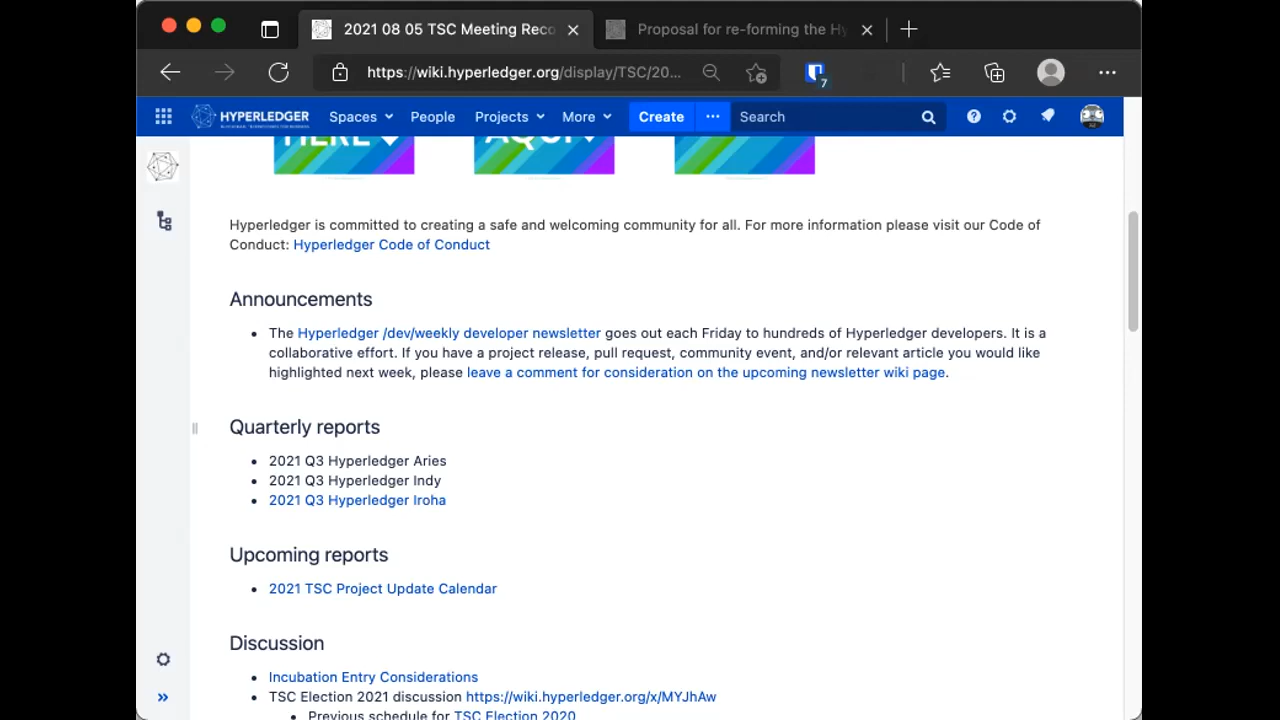 2021 08 05 TSC Meeting Reco
Proposal for re-forming the Hy
https://wiki.hyperledger.org/display/TSC/20...
7
HYPERLEDGER
Spaces
People
Projects
More
Create
Search
HERE
AQUÍ
Hyperledger is committed to creating a safe and welcoming community for all. For more information please visit our Code of
Conduct: Hyperledger Code of Conduct
Announcements
The Hyperledger /dev/weekly developer newsletter goes out each Friday to hundreds of Hyperledger developers. It is a
collaborative effort. If you have a project release, pull request, community event, and/or relevant article you would like
highlighted next week, please leave a comment for consideration on the upcoming newsletter wiki page.
Quarterly reports
2021 Q3 Hyperledger Aries
2021 Q3 Hyperledger Indy
2021 Q3 Hyperledger Iroha
Upcoming reports
2021 TSC Project Update Calendar
Discussion
Incubation Entry Considerations
TSC Election 2021 discussion https://wiki.hyperledger.org/x/MYJhAw
Previous schedule for TSC Election 2020